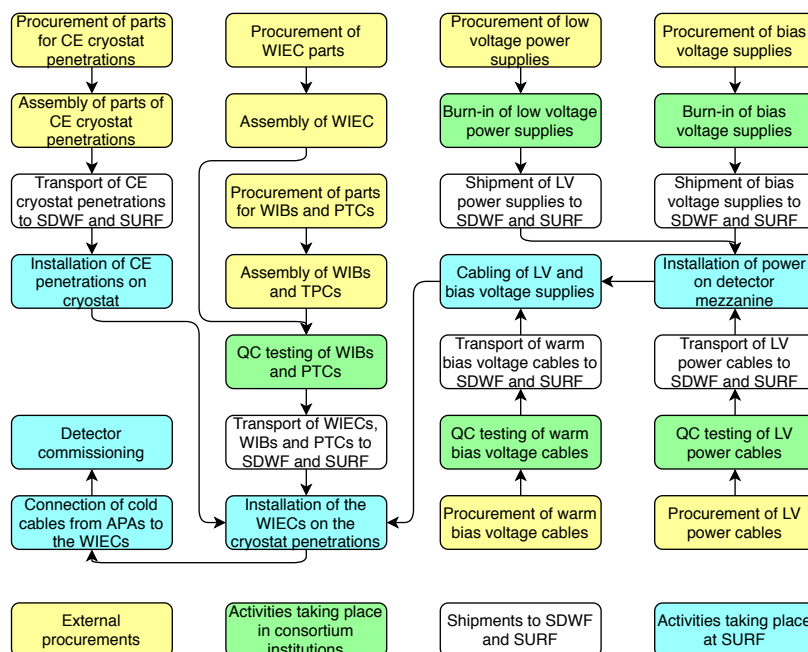 Procurement of parts
for CE cryostat
penetrations
Procurement of
WIEC parts
Procurement of low
voltage power
supplies
Procurement of bias
voltage supplies
Assembly of parts of
CE cryostat
penetrations
Assembly of WIEC
Burn-in of low voltage
power supplies
Burn-in of bias
voltage supplies
Transport of CE
cryostat penetrations
to SDWF and SURF
Procurement of parts
for WIBs and PTCs
Shipment of LV
power supplies to
SDWF and SURF
Shipment of bias
voltage supplies to
SDWF and SURF
Installation of CE
penetrations on
cryostat
Assembly of WIBs
and TPCs
Cabling of LV and
bias voltage supplies
Installation of power
on detector
mezzanine
QC testing of WIBs
and PTCs
Transport of warm
bias voltage cables to
SDWF and SURF
Transport of LV
power cables to
SDWF and SURF
Detector
commissioning
Transport of WIECs,
WIBs and PTCs to
SDWF and SURF
QC testing of warm
bias voltage cables
QC testing of LV
power cables
Connection of cold
cables from APAs to
the WIECs
Installation of the
WIECs on the
cryostat penetrations
Procurement of warm
bias voltage cables
Procurement of LV
power cables
External
procurements
Activities taking place
in consortium
institutions
Shipments to SDWF
and SURF
Activities taking place
at SURF